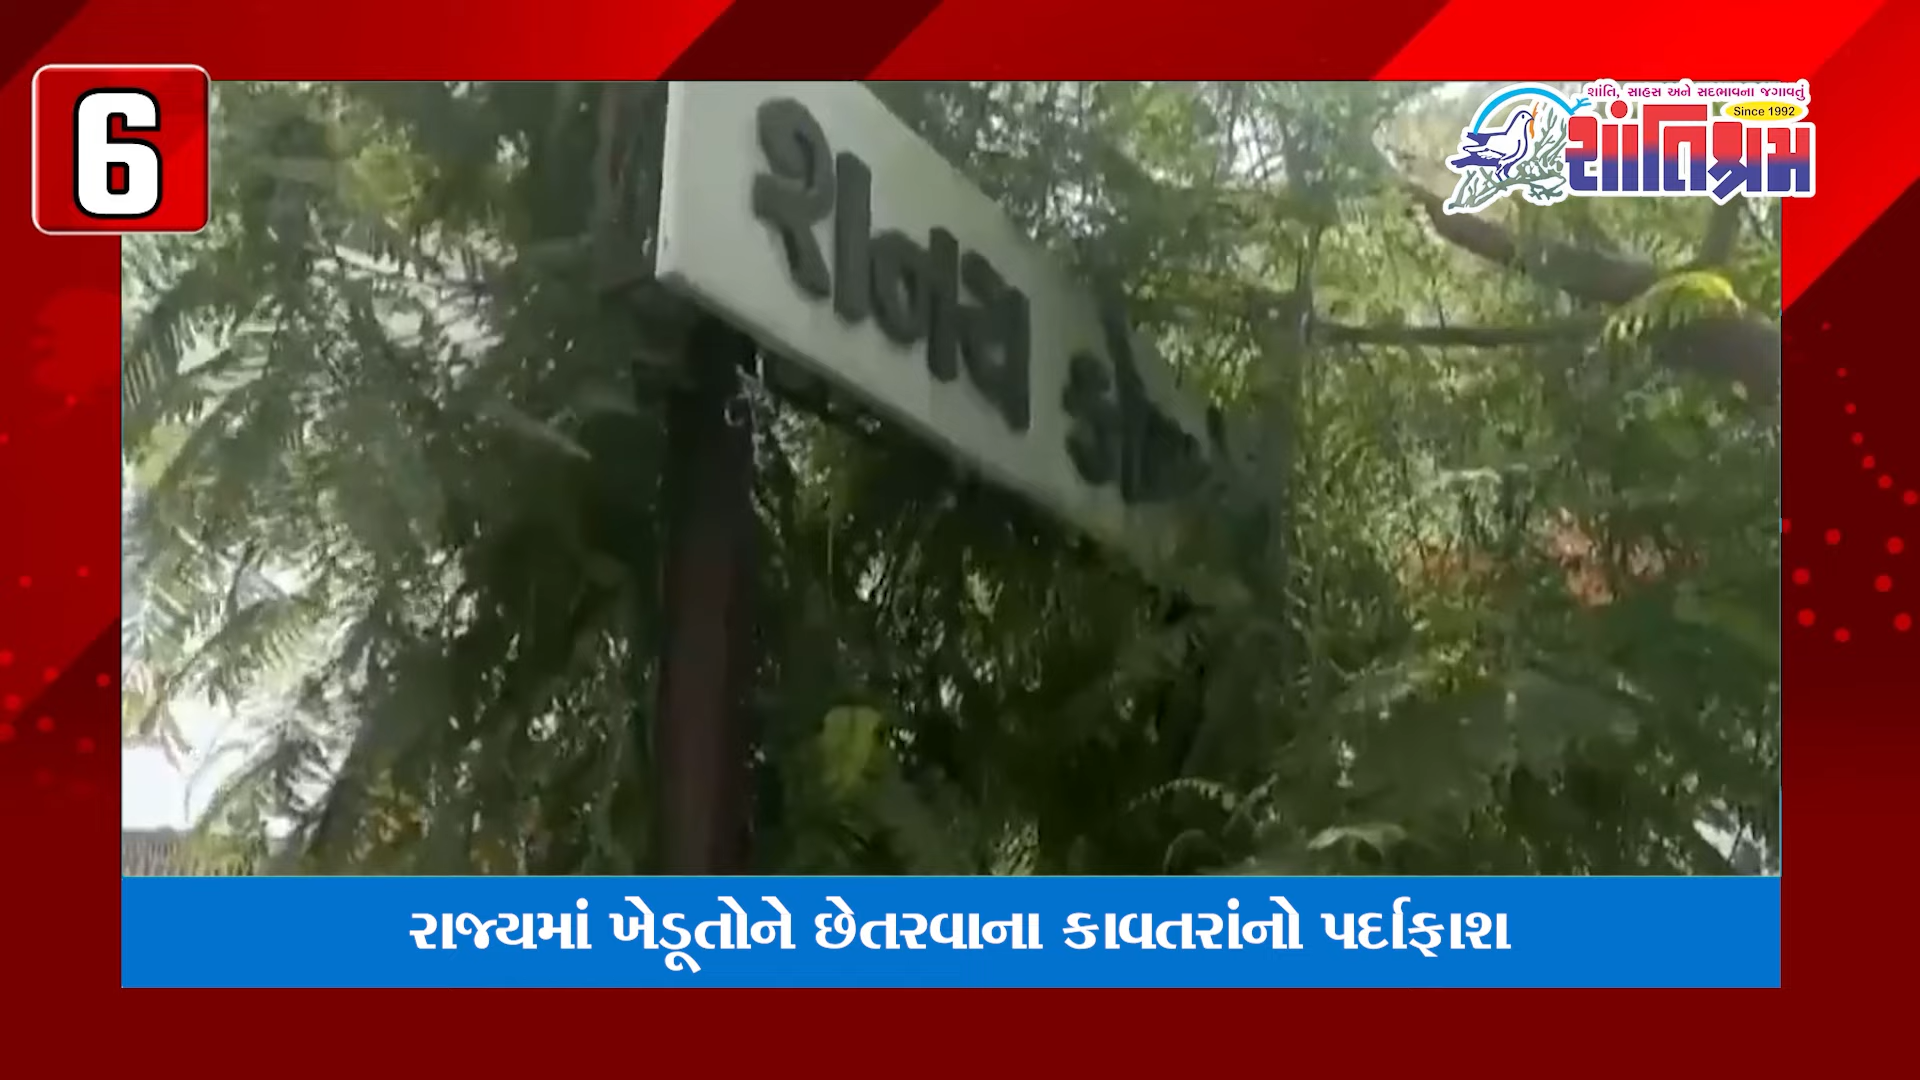 6
શાંતિ, સાહસ અને સદભાવના જગાવતું
Since 1992
શાંતિશ્રમ
રાજ્યમાં ખેડૂતોને છેતરવાના કાવતરાંનો પર્દાફાશ